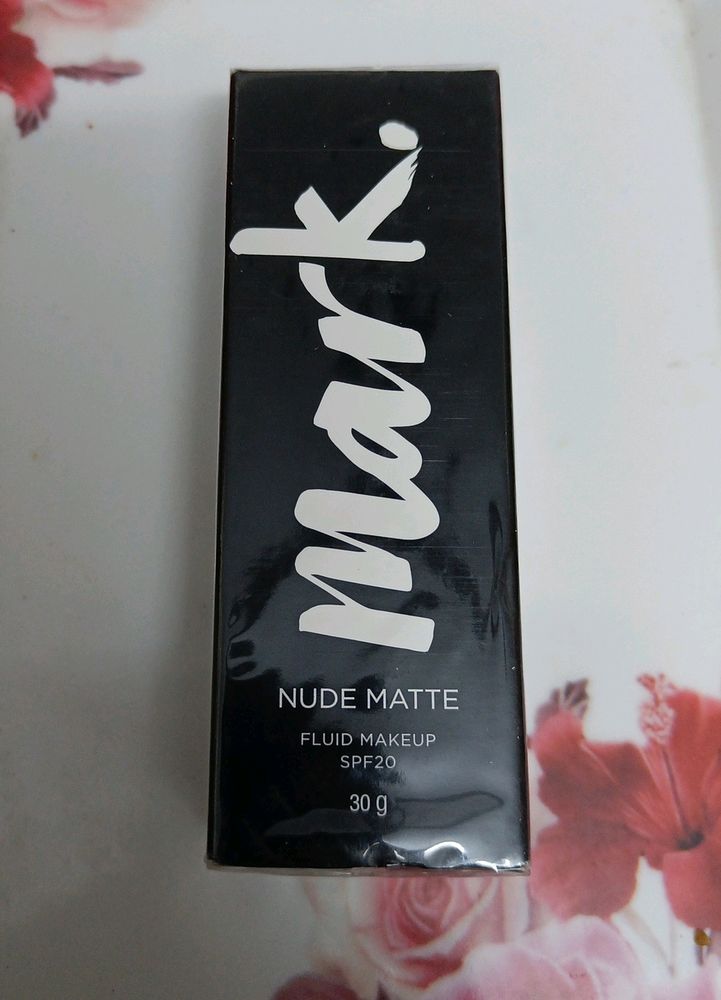 mark.
NUDE MATTE
FLUID MAKEUP
SPF20
30 g